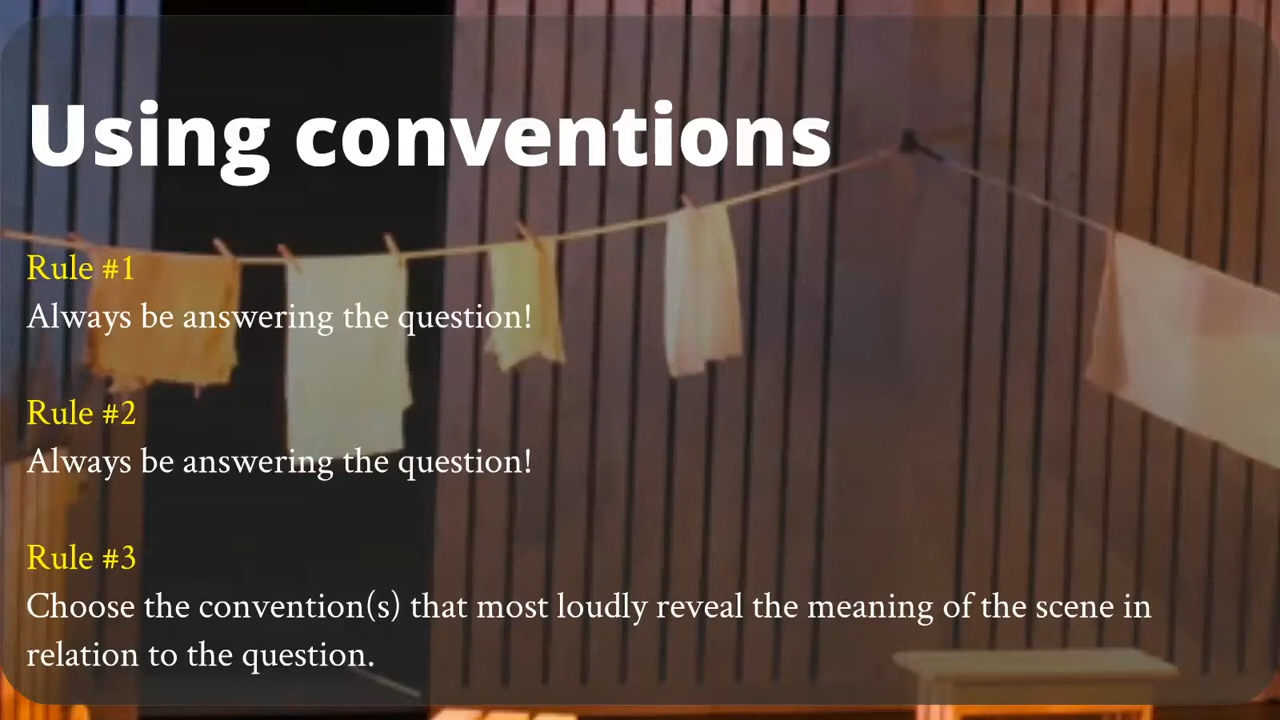 Using conventions
Rule #1
Always be answering the question!
Rule #2
Always be answering the question!
Rule #3
Choose the convention(s) that most loudly reveal the meaning of the scene in
relation to the question.